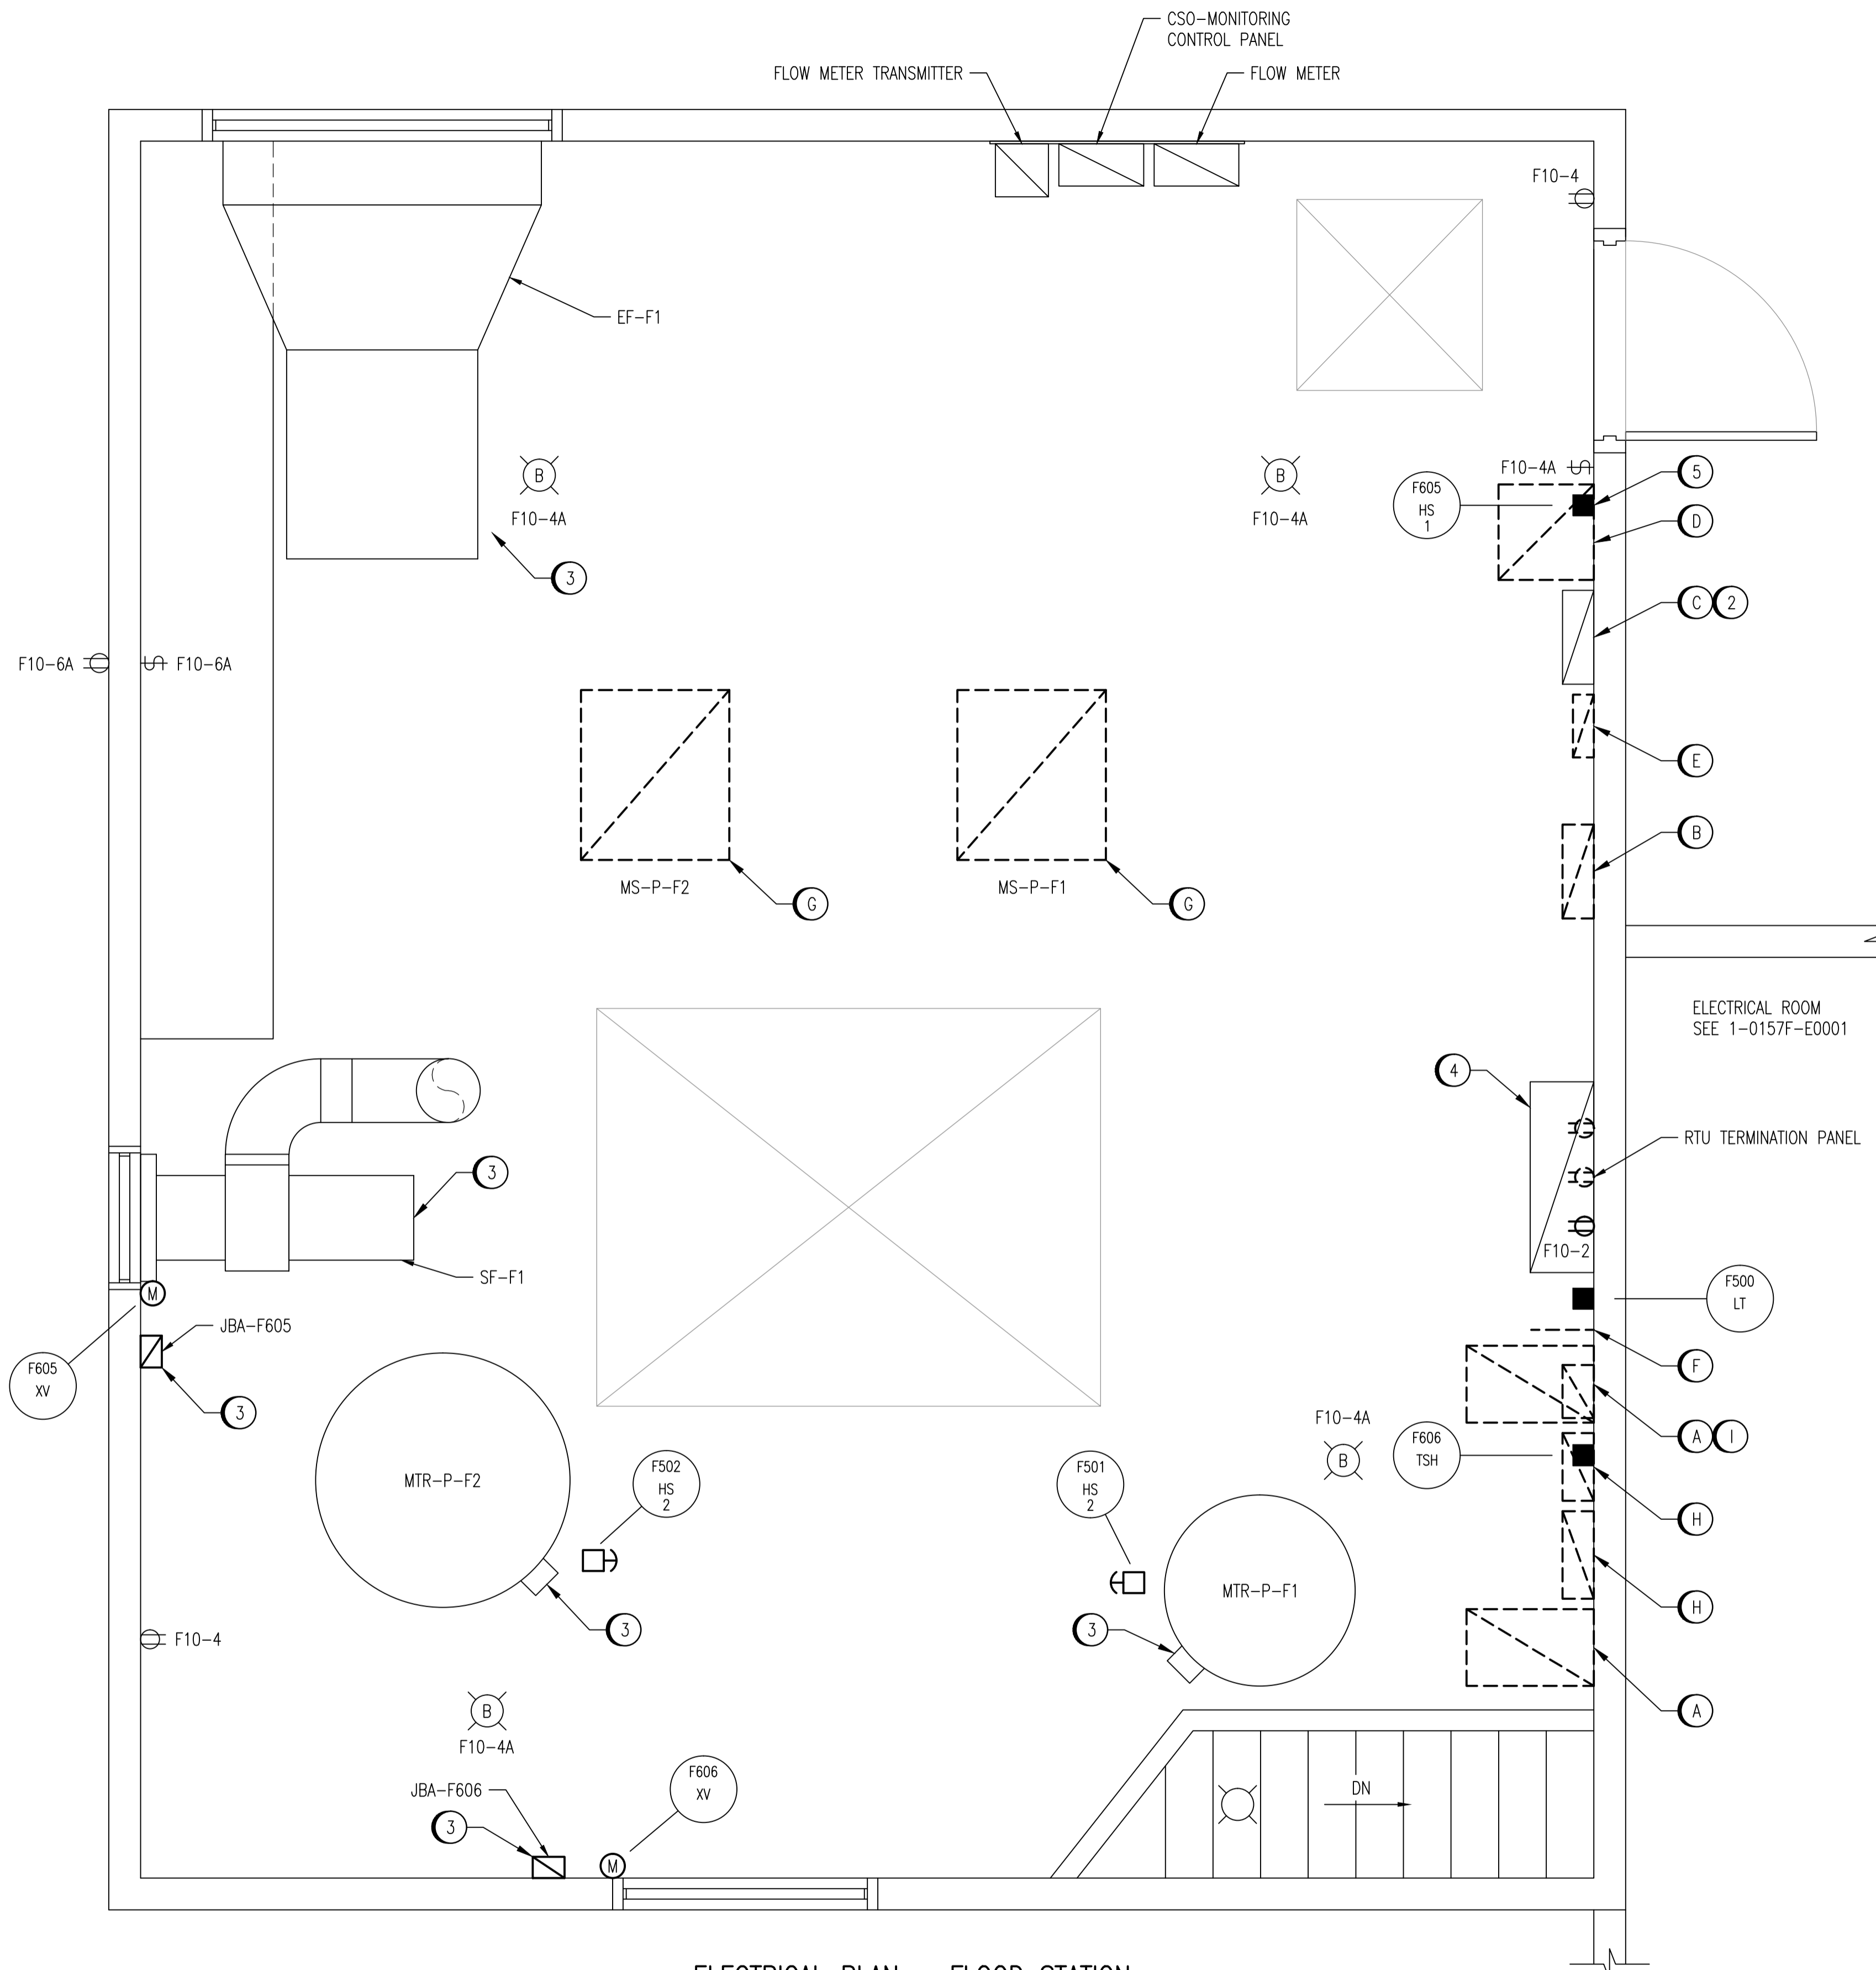 CSO-MONITORING
CONTROL PANEL
FLOW METER TRANSMITTER
FLOW METER
F10-4
EF-F1
B
F10-4A
B
F10-4A
F10-4A
F605
HS
1
5
D
3
C
2
F10-6A
F10-6A
E
B
MS-P-F2
MS-P-F1
G
G
ELECTRICAL ROOM
SEE 1-0157F-E0001
4
RTU TERMINATION PANEL
3
F10-2
SF-F1
M
F500
LT
JBA-F605
F605
XV
F
3
F10-4A
B
F606
TSH
A
I
MTR-P-F2
F502
HS
2
F501
HS
2
H
MTR-P-F1
H
3
3
F10-4
A
B
F10-4A
F606
XV
JBA-F606
DN
3
M
ELECTRICAL PLAN - FLOOD STATION